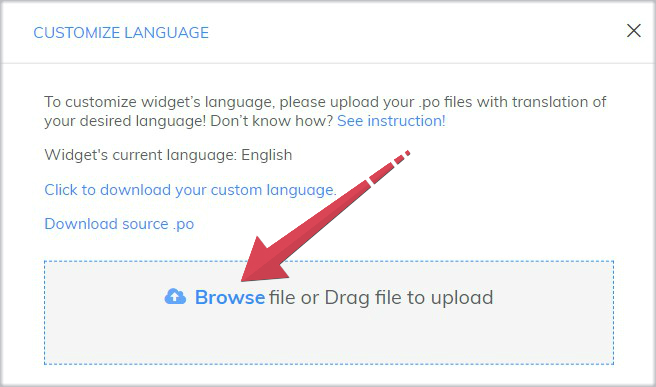 CUSTOMIZE LANGUAGE
To customize widget's language, please upload your .po files with translation of
your desired language! Don't know how? See instruction!
Widget's current language: English
Click to download your custom language.
Download source .po
Browse file or Drag file to upload